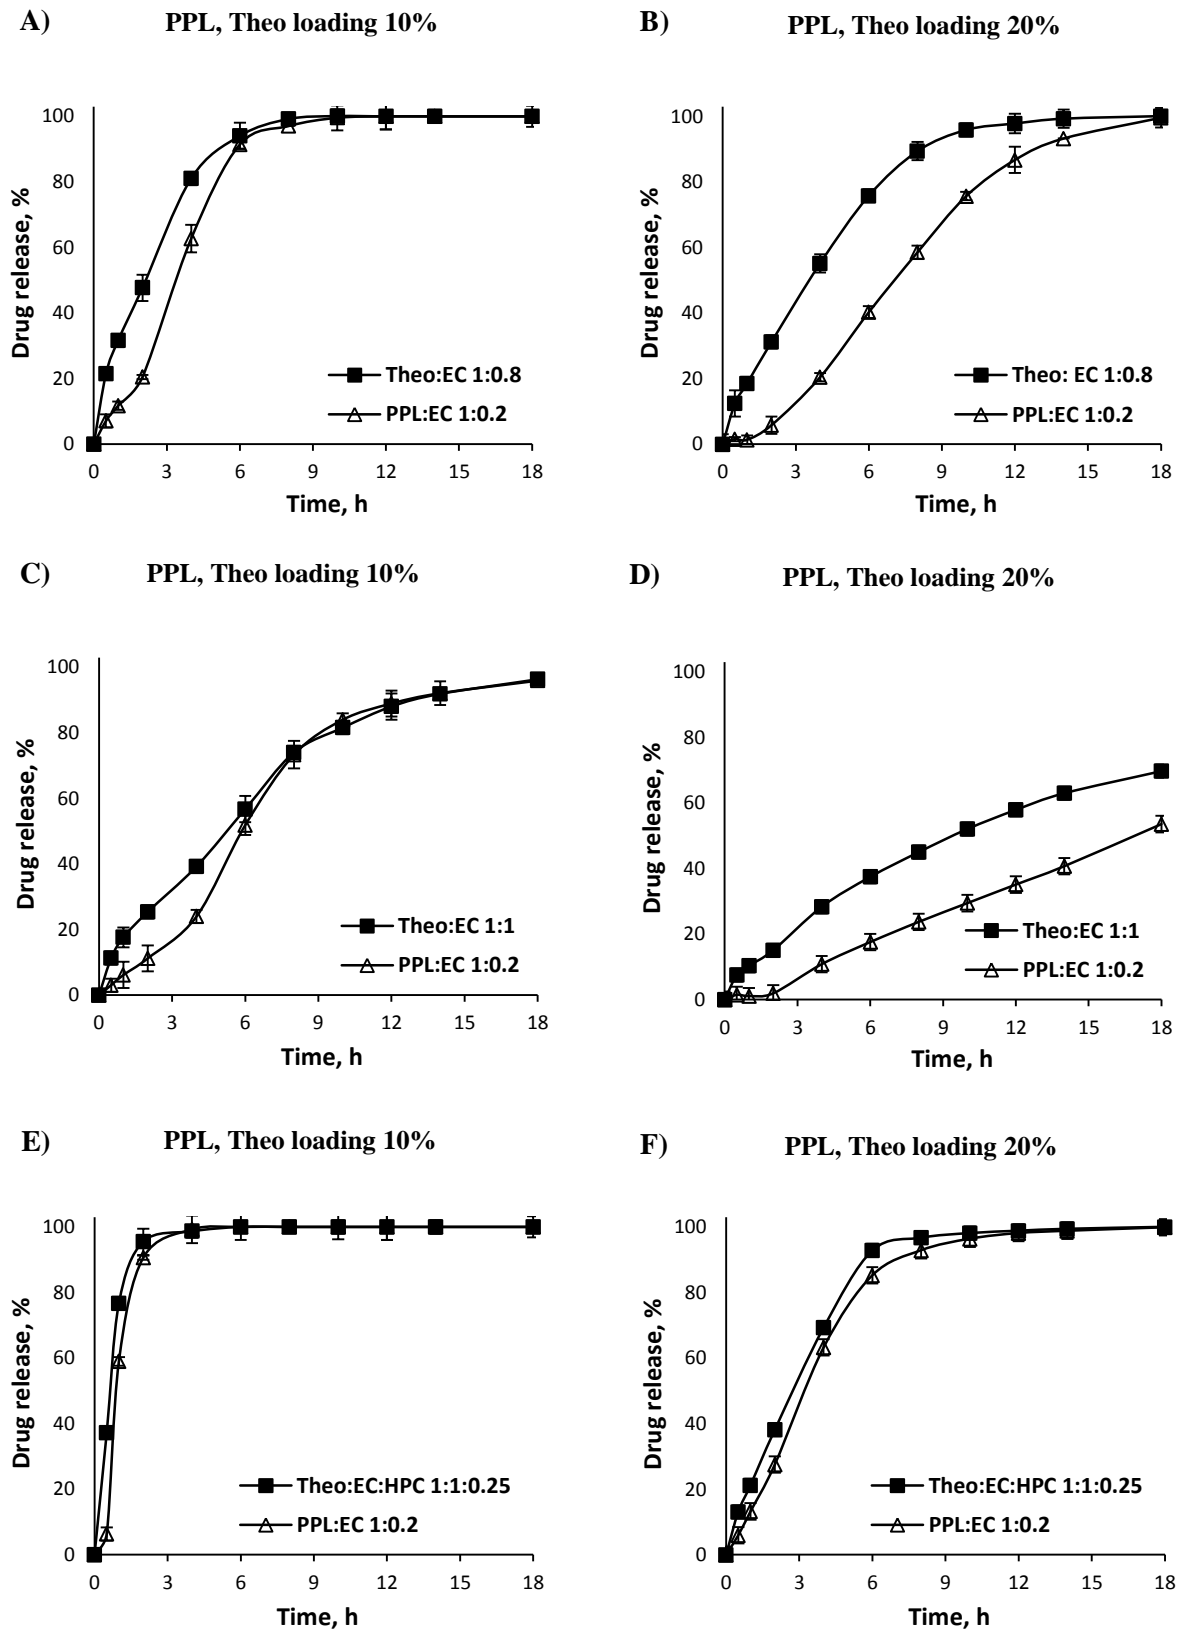 A)
PPL, Theo loading 10%
100
80
60
40
20
0
Drug release, %
Theo:EC 1:0.8
PPL:EC 1:0.2
0 3 6 9 12 15 18
Time, h
B)
PPL, Theo loading 20%
100
80
60
40
20
0
Drug release, %
Theo: EC 1:0.8
PPL:EC 1:0.2
0 3 6 9 12 15 18
Time, h
C)
PPL, Theo loading 10%
100
80
60
40
20
0
Drug release, %
Theo:EC 1:1
PPL:EC 1:0.2
0 3 6 9 12 15 18
Time, h
D)
PPL, Theo loading 20%
100
80
60
40
20
0
Drug release, %
Theo:EC 1:1
PPL:EC 1:0.2
0 3 6 9 12 15 18
Time, h
E)
PPL, Theo loading 10%
100
80
60
40
20
0
Drug release, %
Theo:EC:HPC 1:1:0.25
PPL:EC 1:0.2
0 3 6 9 12 15 18
Time, h
F)
PPL, Theo loading 20%
100
80
60
40
20
0
Drug release, %
Theo:EC:HPC 1:1:0.25
PPL:EC 1:0.2
0 3 6 9 12 15 18
Time, h